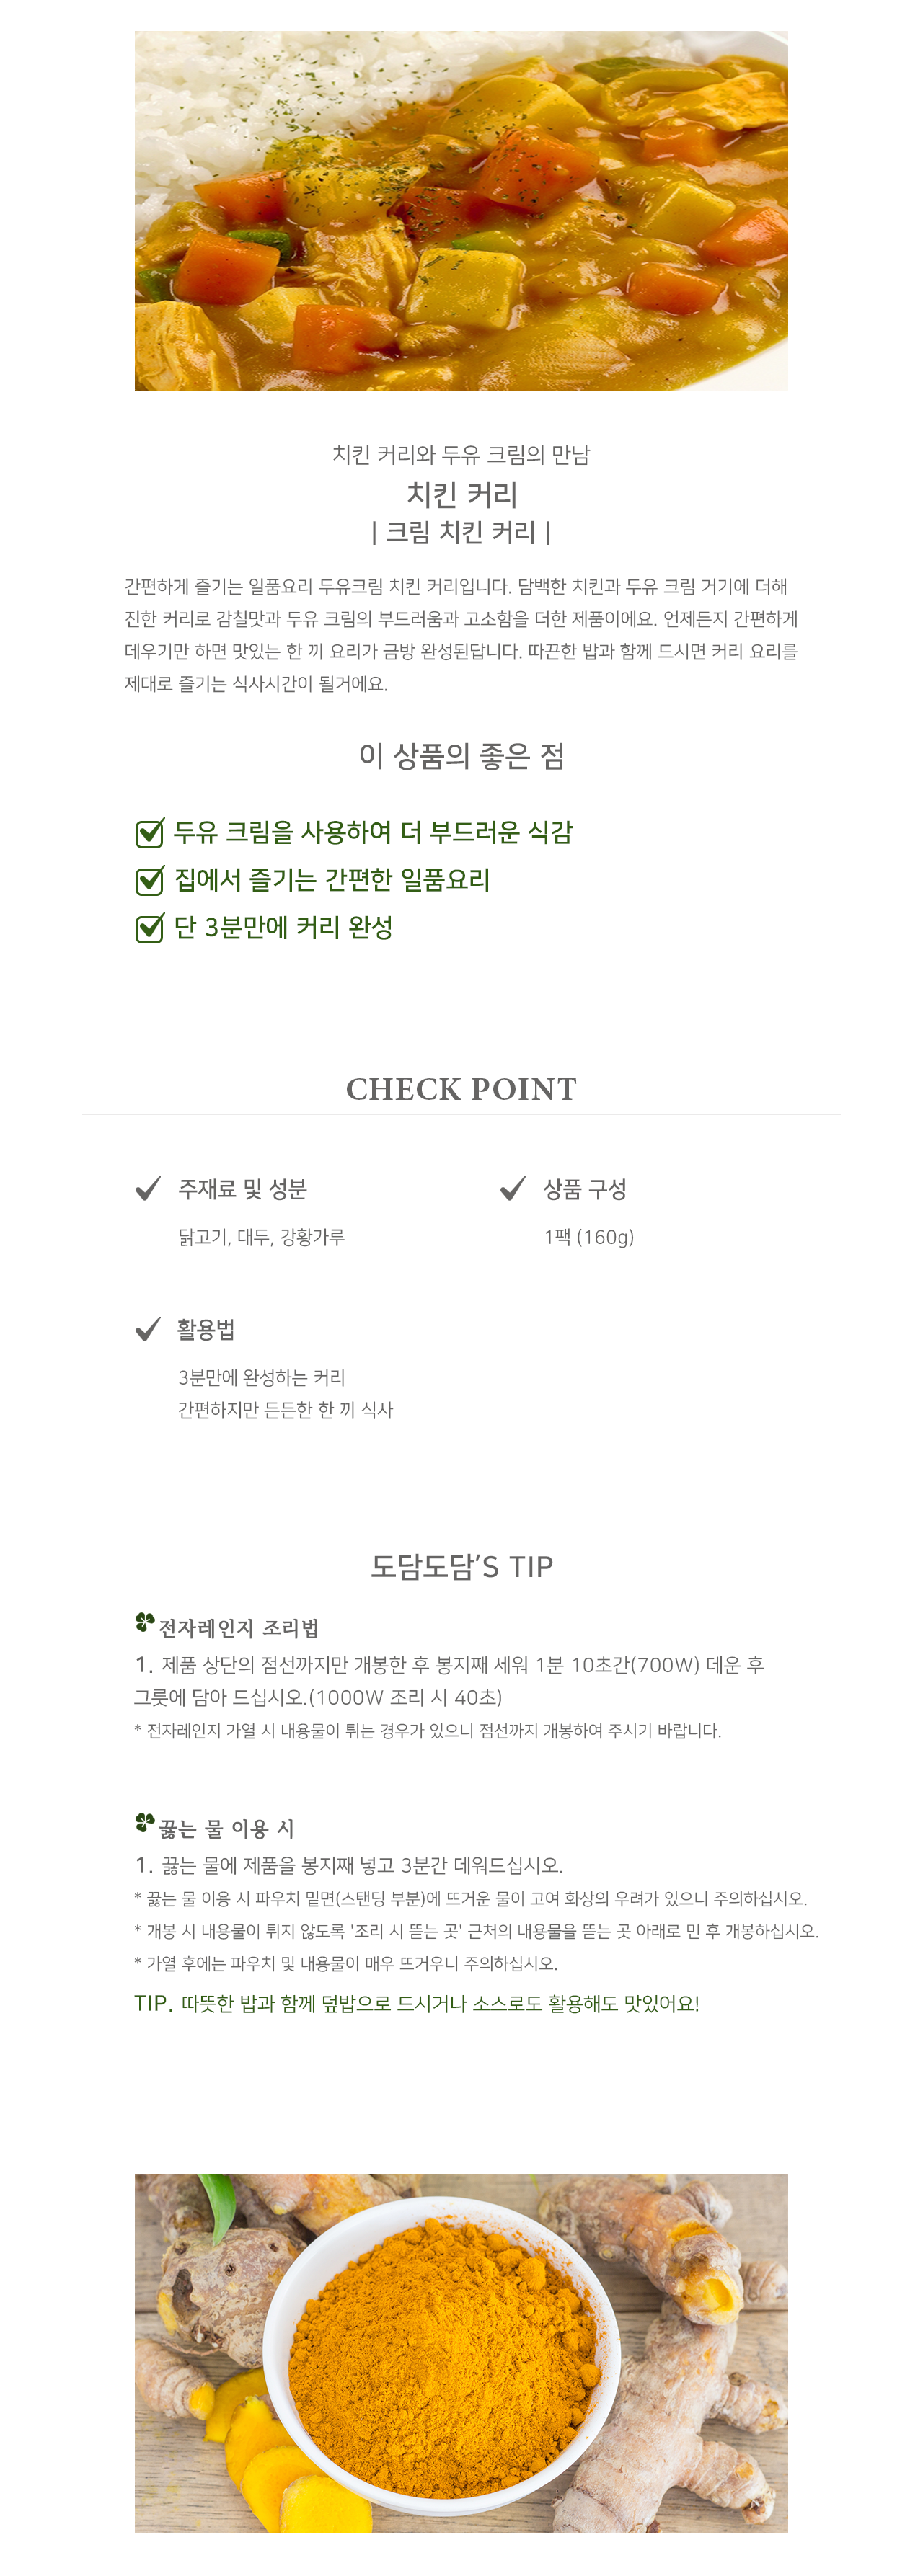 치킨 커리와 두유 크림의 만남
치킨 커리
| 크림 치킨 커리 |
간편하게 즐기는 일품요리 두유크림 치킨 커리입니다. 담백한 치킨과 두유 크림 거기에 더해
진한 커리로 감칠맛과 두유 크림의 부드러움과 고소함을 더한 제품이에요. 언제든지 간편하게
데우기만 하면 맛있는 한 끼 요리가 금방 완성된답니다. 따끈한 밥과 함께 드시면 커리 요리를
제대로 즐기는 식사시간이 될거에요.
이 상품의 좋은 점
두유 크림을 사용하여 더 부드러운 식감
집에서 즐기는 간편한 일품요리
단 3분만에 커리 완성
CHECK POINT
주재료 및 성분
닭고기, 대두, 강황가루
상품 구성
1팩 (160g)
활용법
3분만에 완성하는 커리
간편하지만 든든한 한 끼 식사
도담도담’S TIP
전자레인지 조리법
1. 제품 상단의 점선까지만 개봉한 후 봉지째 세워 1분 10초간(700W) 데운 후
그릇에 담아 드십시오.(1000W 조리 시 40초)
* 전자레인지 가열 시 내용물이 튀는 경우가 있으니 점선까지 개봉하여 주시기 바랍니다.
끓는 물 이용 시
1. 끓는 물에 제품을 봉지째 넣고 3분간 데워드십시오.
* 끓는 물 이용 시 파우치 밑면(스탠딩 부분)에 뜨거운 물이 고여 화상의 우려가 있으니 주의하십시오.
* 개봉 시 내용물이 튀지 않도록 '조리 시 뜯는 곳' 근처의 내용물을 뜯는 곳 아래로 민 후 개봉하십시오.
* 가열 후에는 파우치 및 내용물이 매우 뜨거우니 주의하십시오.
TIP. 따뜻한 밥과 함께 덮밥으로 드시거나 소스로도 활용해도 맛있어요!